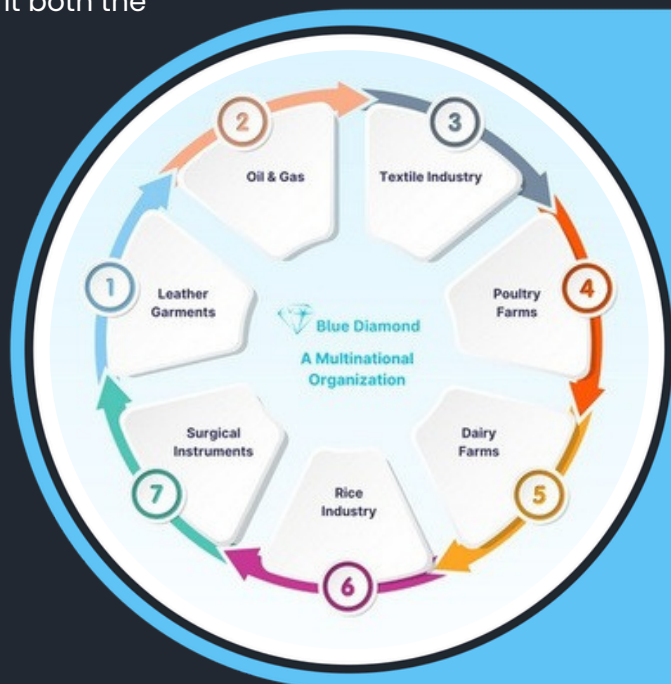 nt both the
2
Oil & Gas
3
Textile Industry
1
Leather
Garments
4
Poultry
Farms
Blue Diamond
A Multinational
Organization
Surgical
Instruments
7
Dairy
Farms
5
Rice
Industry
6